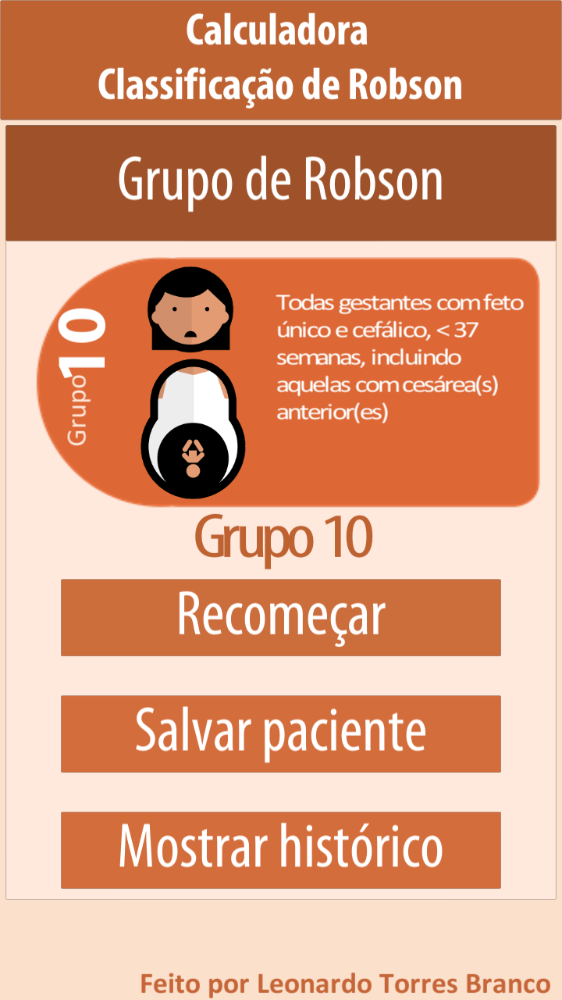 Calculadora
Classificação de Robson
Grupo de Robson
Grupo 10
Todas gestantes com feto
único e cefálico, < 37
semanas, incluindo
aquelas com cesárea(s)
anterior(es)
Grupo 10
Recomeçar
Salvar paciente
Mostrar histórico
Feito por Leonardo Torres Branco